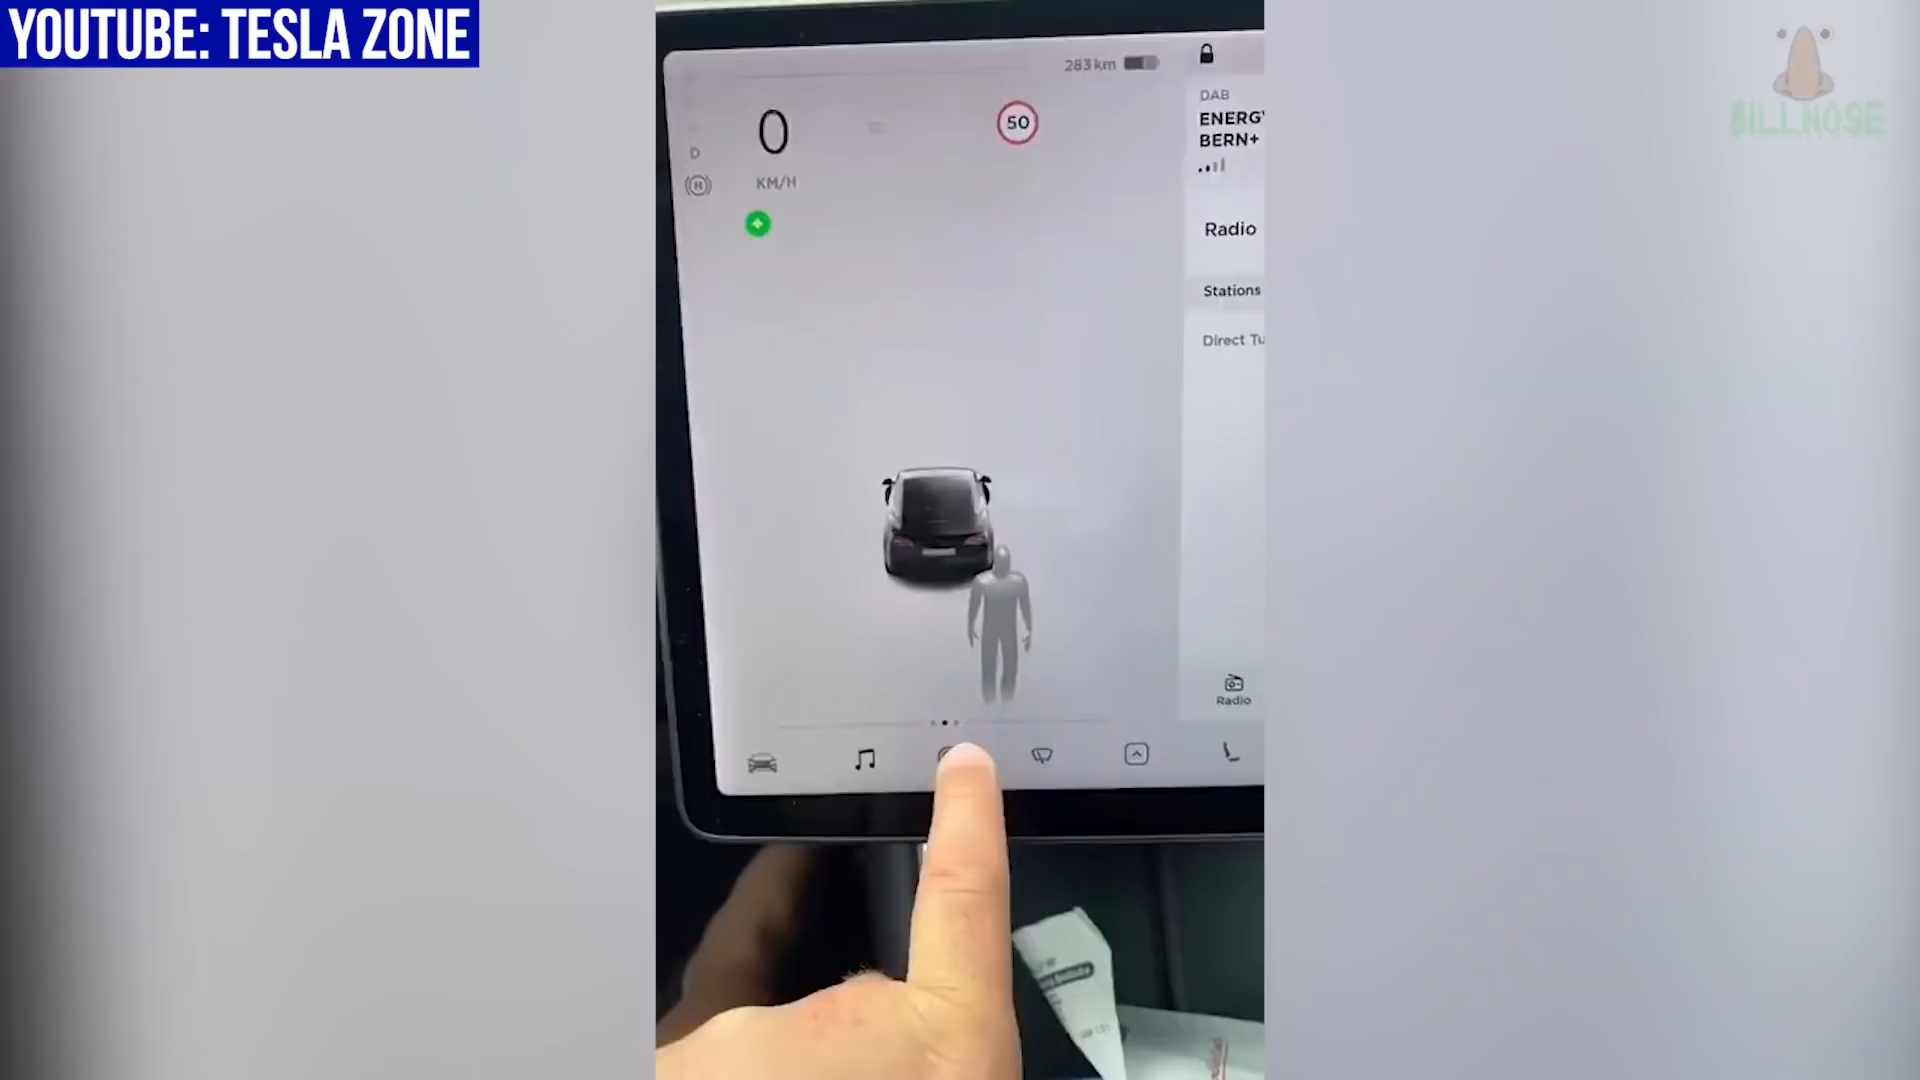 YOUTUBE: TESLA ZONE
BILLNOSE
283 km
DAB
ENERGY
BERN+
0
50
D
KM/H
Radio
Stations
Direct Tu
Radio